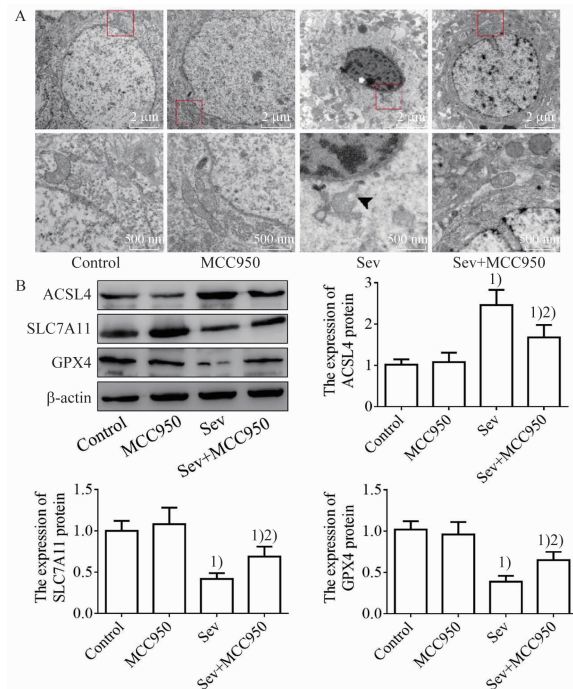 A
2 μm 2 μm 2 μm 2 μm
500 nm 500 nm 500 nm 500 nm
Control MCC950 Sev Sev+MCC950
B
ACSL4
SLC7A11
GPX4
β-actin
Control MCC950 Sev Sev+MCC950
The expression of
ACSL4 protein
3
2
1
0
1)
1)2)
Control MCC950 Sev Sev+MCC950
The expression of
SLC7A11 protein
1.5
1.0
0.5
0.0
1)
1)2)
Control MCC950 Sev Sev+MCC950
The expression of
GPX4 protein
1.5
1.0
0.5
0.0
1)
1)2)
Control MCC950 Sev Sev+MCC950